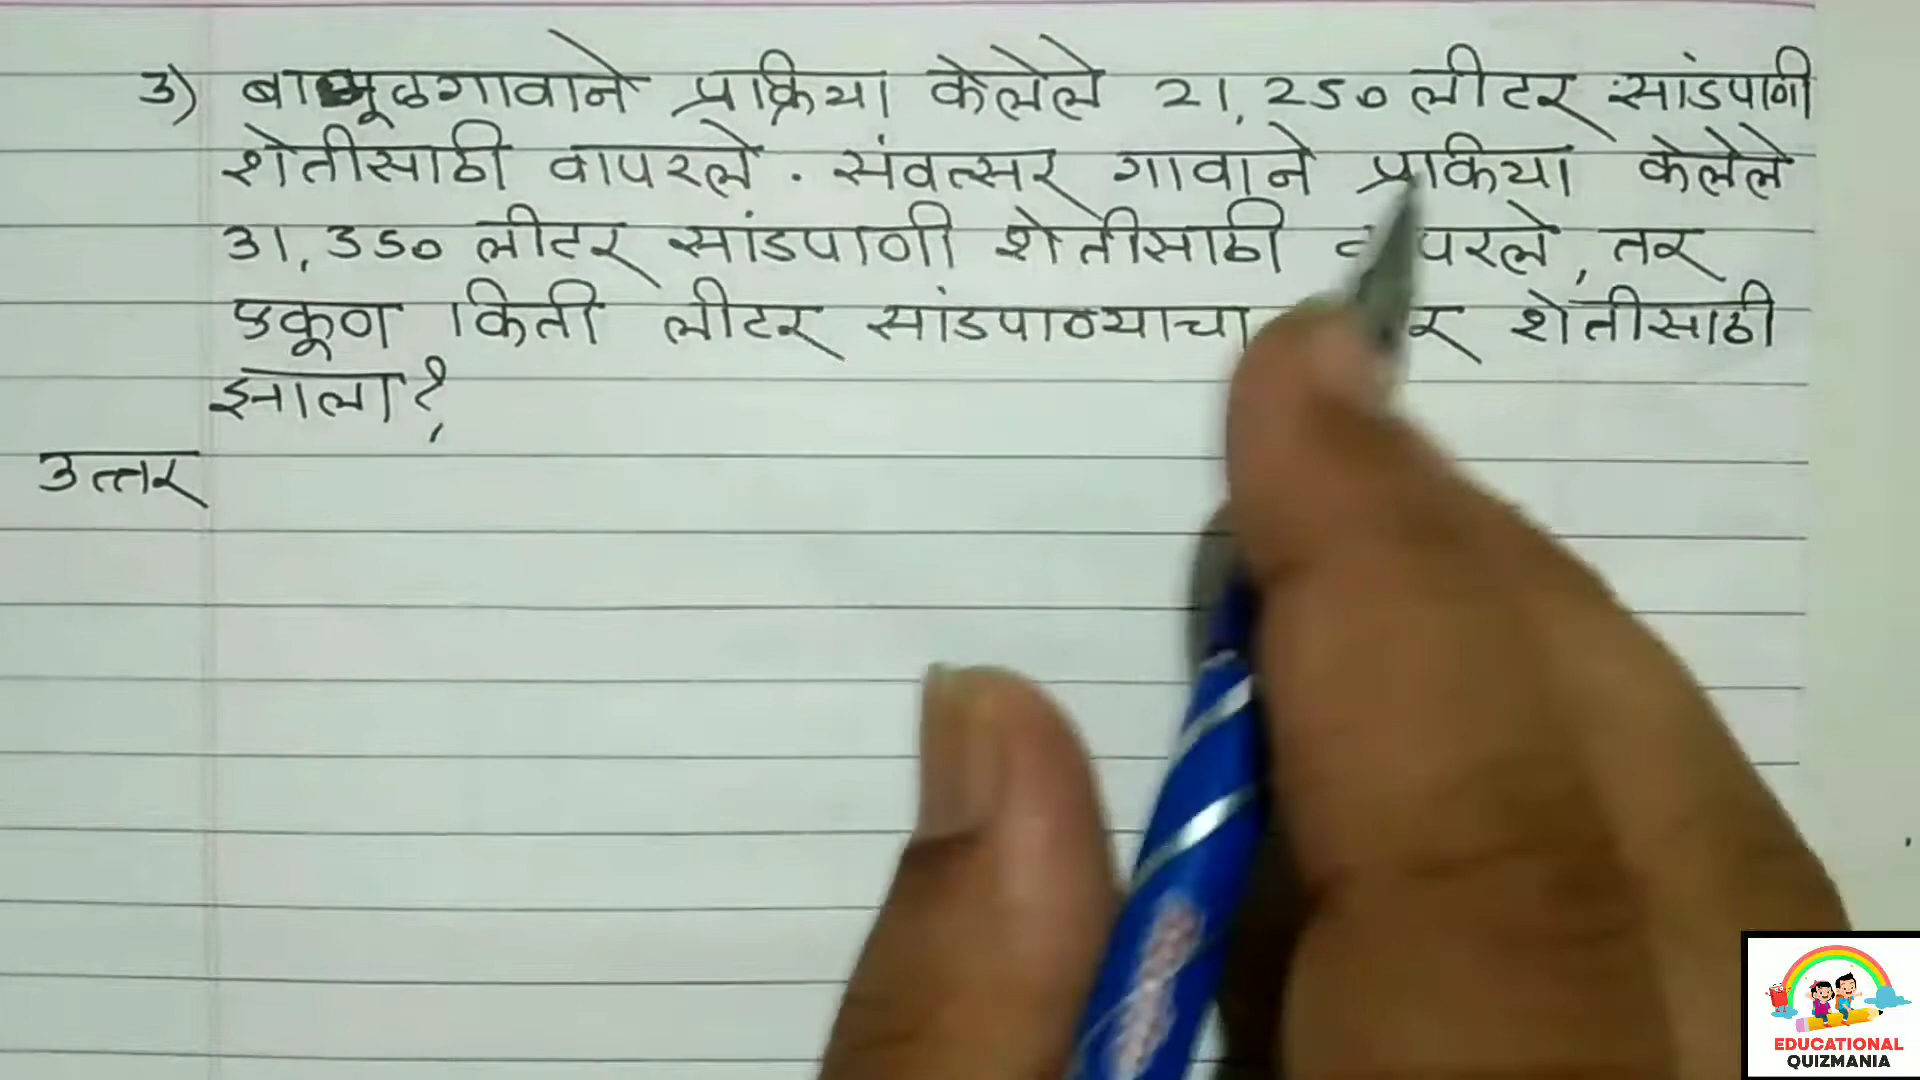 3) बाभूळगावाने प्रक्रिया केलेले 21,250 लीटर सांडपाणी
शेतीसाठी वापरले. संवत्सर गावाने प्रक्रिया केलेले
31,350 लीटर सांडपाणी शेतीसाठी वापरले, तर
एकूण किती लीटर सांडपाण्याचा शेतीसाठी
झाला?
उत्तर
EDUCATIONAL
QUIZMANIA